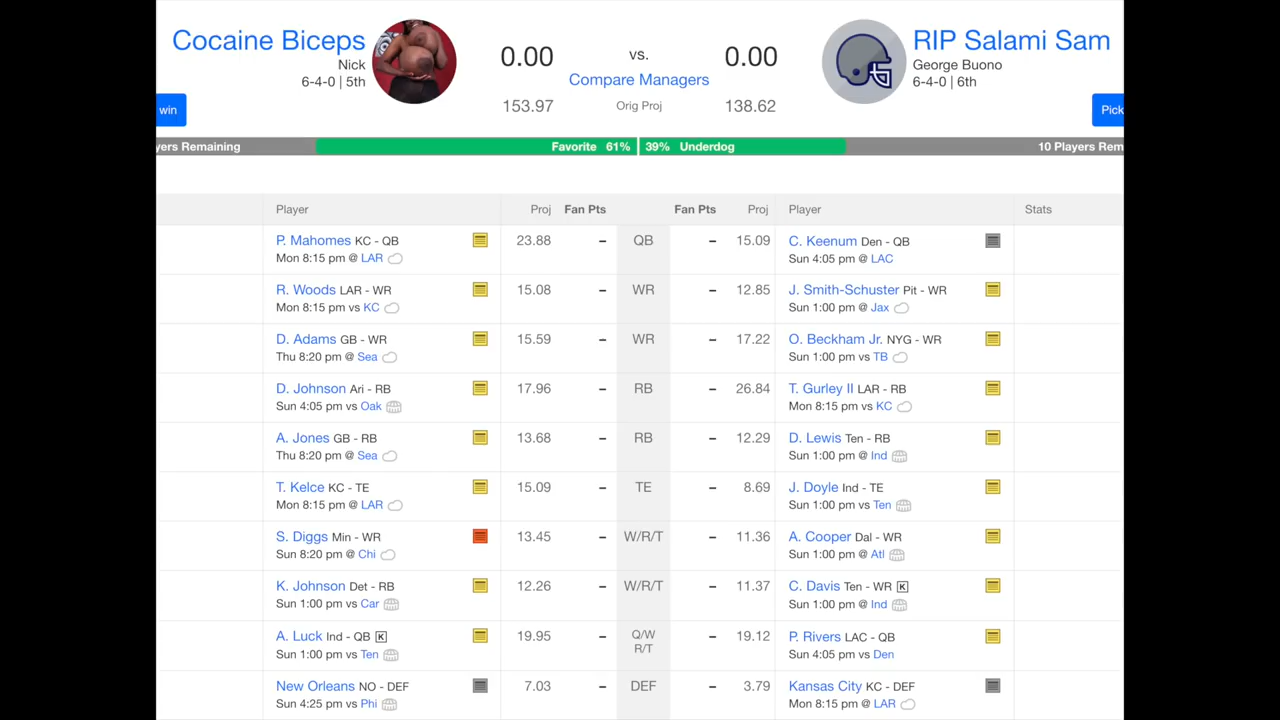 Cocaine Biceps
Nick
6-4-0 | 5th
win
0.00 vs. 0.00
Compare Managers
153.97 Orig Proj 138.62
RIP Salami Sam
George Buono
6-4-0 | 6th
Pick
yers Remaining Favorite 61% 39% Underdog 10 Players Rem
Player Proj Fan Pts Fan Pts Proj Player Stats
P. Mahomes KC - QB 23.88 – QB – 15.09 C. Keenum Den - QB
Mon 8:15 pm @ LAR Sun 4:05 pm @ LAC
R. Woods LAR - WR 15.08 – WR – 12.85 J. Smith-Schuster Pit - WR
Mon 8:15 pm vs KC Sun 1:00 pm @ Jax
D. Adams GB - WR 15.59 – WR – 17.22 O. Beckham Jr. NYG - WR
Thu 8:20 pm @ Sea Sun 1:00 pm vs TB
D. Johnson Ari - RB 17.96 – RB – 26.84 T. Gurley II LAR - RB
Sun 4:05 pm vs Oak Mon 8:15 pm vs KC
A. Jones GB - RB 13.68 – RB – 12.29 D. Lewis Ten - RB
Thu 8:20 pm @ Sea Sun 1:00 pm @ Ind
T. Kelce KC - TE 15.09 – TE – 8.69 J. Doyle Ind - TE
Mon 8:15 pm @ LAR Sun 1:00 pm vs Ten
S. Diggs Min - WR 13.45 – W/R/T – 11.36 A. Cooper Dal - WR
Sun 8:20 pm @ Chi Sun 1:00 pm @ Atl
K. Johnson Det - RB 12.26 – W/R/T – 11.37 C. Davis Ten - WR K
Sun 1:00 pm vs Car Sun 1:00 pm @ Ind
A. Luck Ind - QB K 19.95 – Q/W R/T – 19.12 P. Rivers LAC - QB
Sun 1:00 pm vs Ten Sun 4:05 pm vs Den
New Orleans NO - DEF 7.03 – DEF – 3.79 Kansas City KC - DEF
Sun 4:25 pm vs Phi Mon 8:15 pm @ LAR